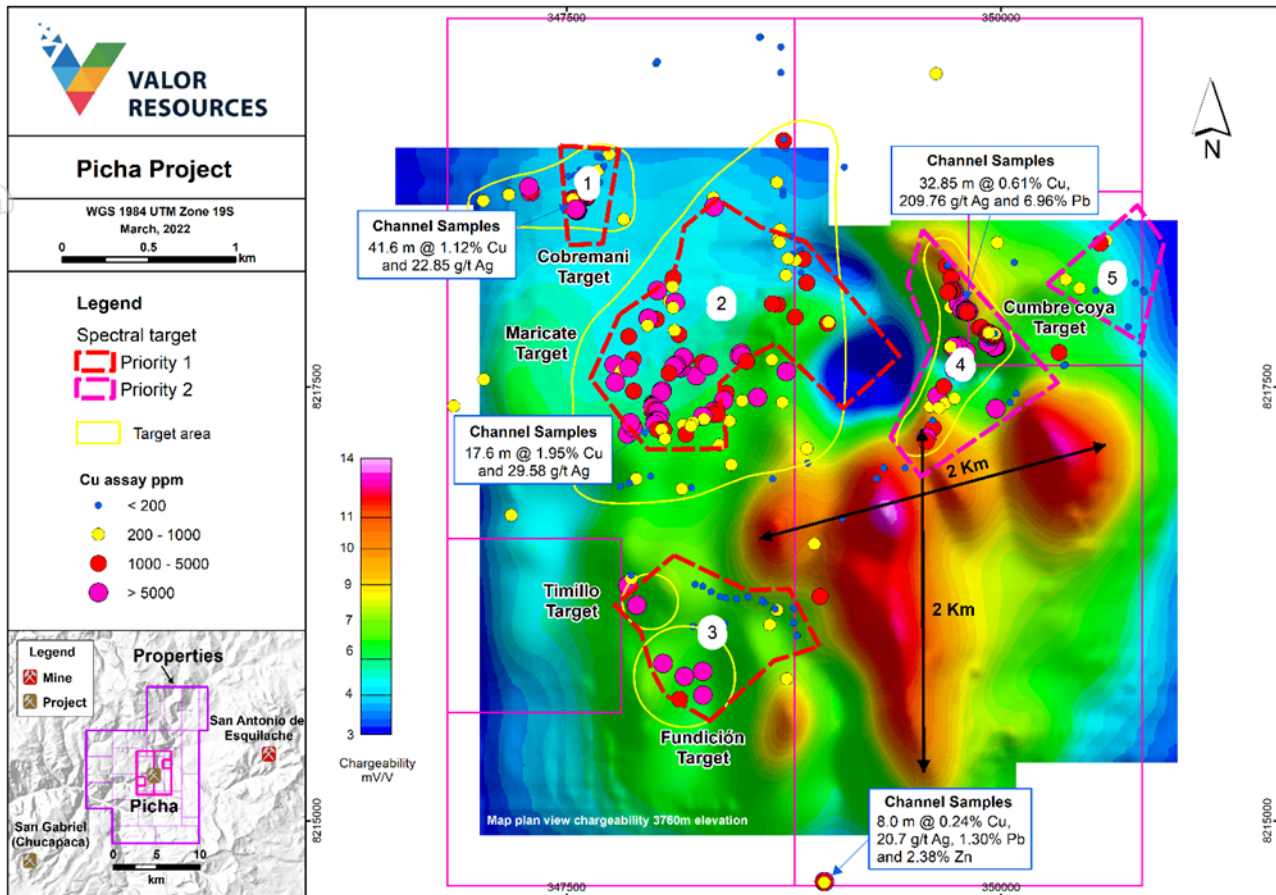 VALOR
RESOURCES
Picha Project
WGS 1984 UTM Zone 19S
March, 2022
0 0.5 1
km
Legend
Spectral target
Priority 1
Priority 2
Target area
Cu assay ppm
< 200
200 - 1000
1000 - 5000
> 5000
Legend
Mine
Project
Properties
San Antonio de
Esquilache
Picha
San Gabriel
(Chucapaca)
0 5 10
km
347500 350000
N
1
Channel Samples
41.6 m @ 1.12% Cu
and 22.85 g/t Ag
Cobremani
Target
Channel Samples
32.85 m @ 0.61% Cu,
209.76 g/t Ag and 6.96% Pb
2
5
Cumbre coya
Target
Maricate
Target
4
8217500 8217500
Channel Samples
17.6 m @ 1.95% Cu
and 29.58 g/t Ag
2 Km
14
11
10
9
7
6
5
4
3
Chargeability
mV/V
Timillo
Target
2 Km
3
Fundición
Target
Channel Samples
8.0 m @ 0.24% Cu,
20.7 g/t Ag, 1.30% Pb
and 2.38% Zn
8215000 8215000
Map plan view chargeability 3760m elevation
347500 350000